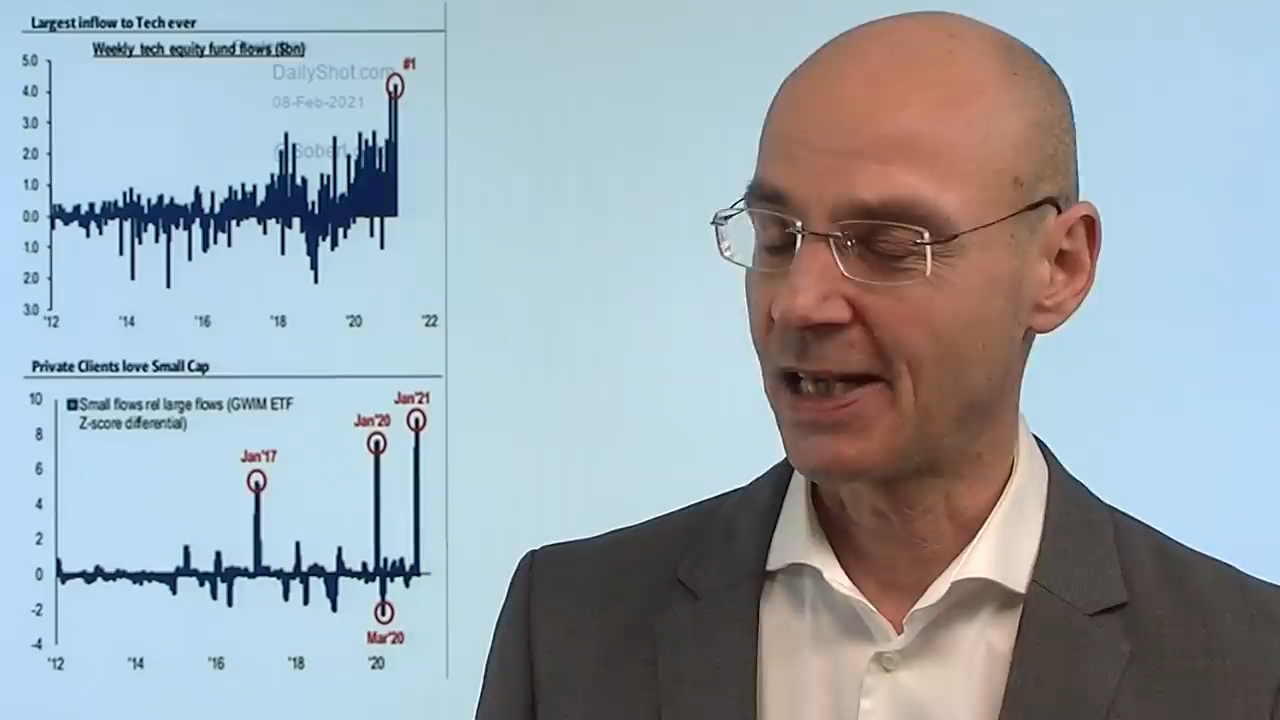 Largest inflow to Tech ever
Weekly tech equity fund flows ($bn)
DailyShot.com
08-Feb-2021
#1
5.0
4.0
3.0
2.0
1.0
0.0
1.0
2.0
3.0
'12 '14 '16 '18 '20 '22
Private Clients love Small Cap
Small flows rel large flows (GWIM ETF
Z-score differential)
Jan'17
Jan'20
Jan'21
Mar'20
10
8
6
4
2
0
-2
-4
'12 '14 '16 '18 '20